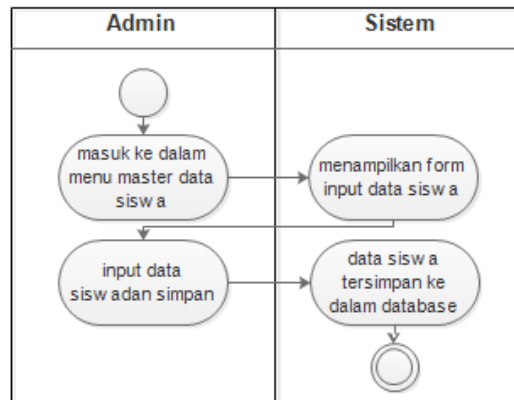 Admin
Sistem
masuk ke dalam
menu master data
sisw a
menampilkan form
input data sisw a
input data
sisw adan simpan
data sisw a
tersimpan ke
dalam database